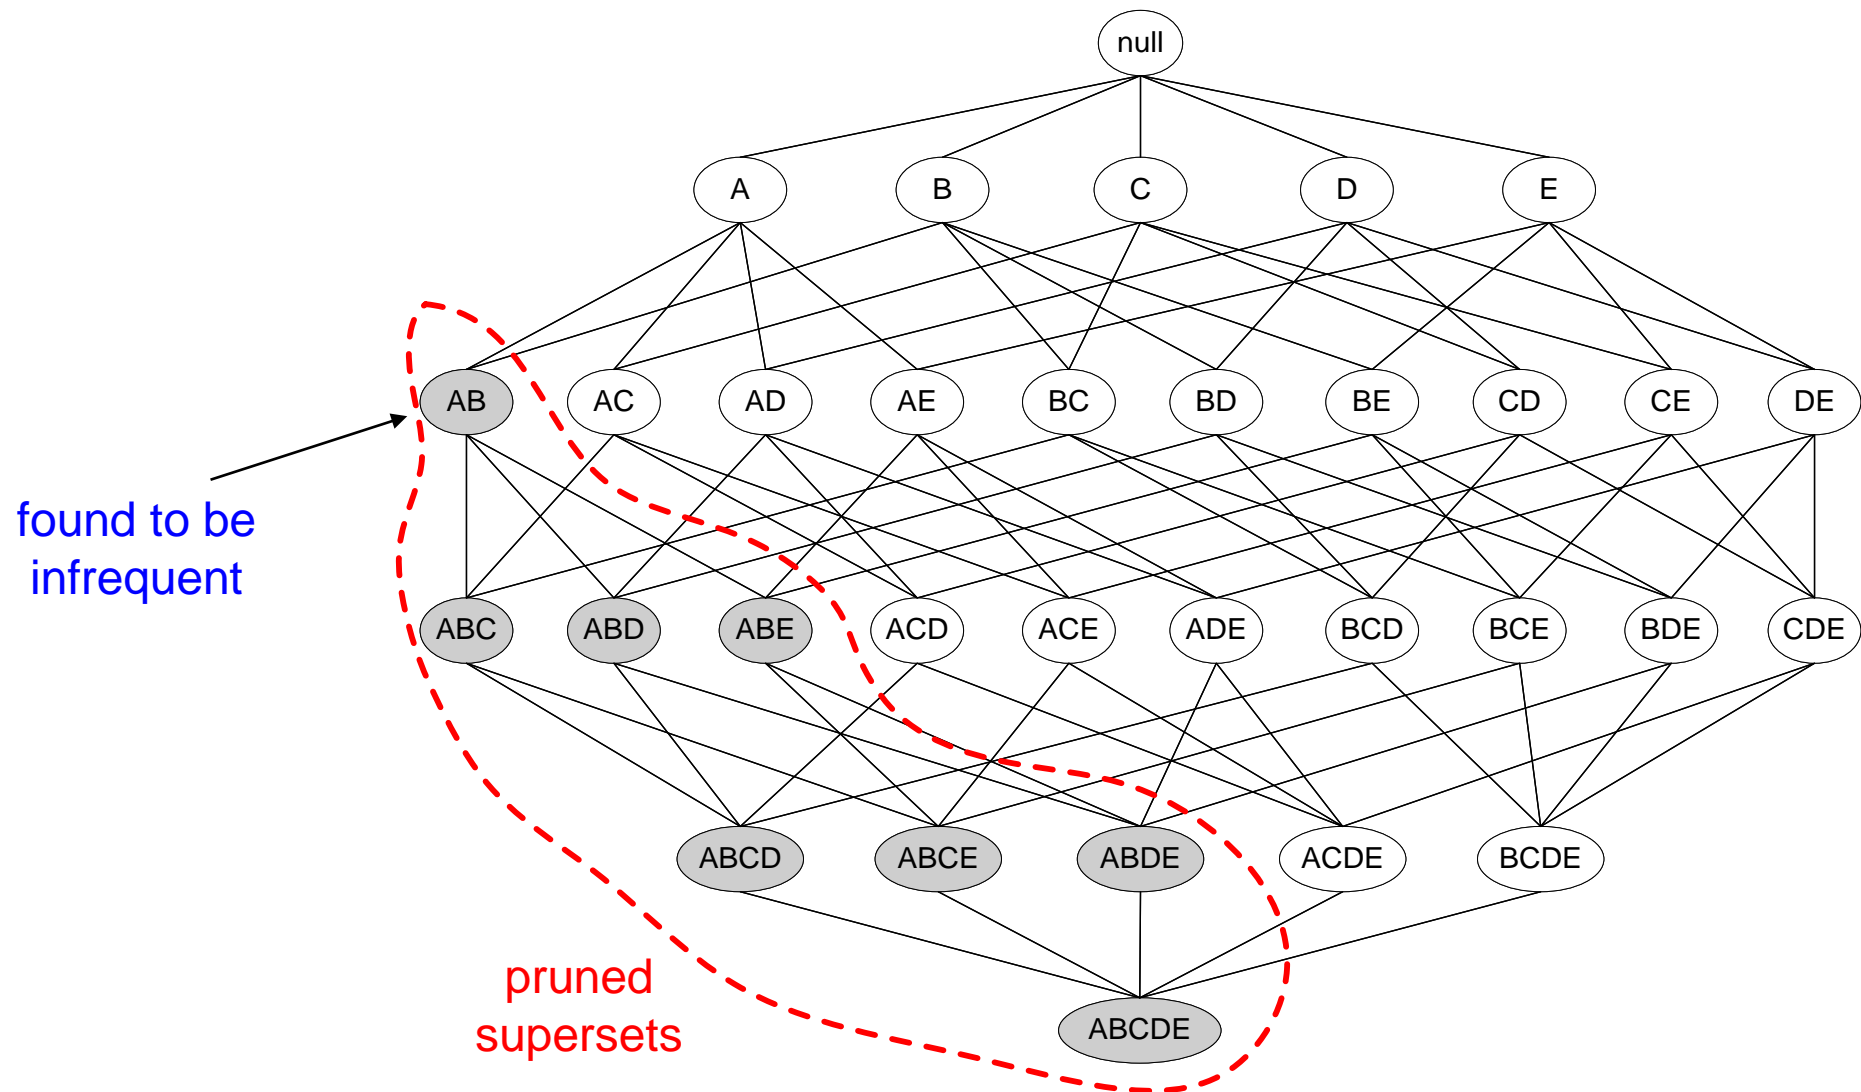 null
A B C D E
AB AC AD AE BC BD BE CD CE DE
found to be
infrequent
ABC ABD ABE ACD ACE ADE BCD BCE BDE CDE
ABCD ABCE ABDE ACDE BCDE
pruned
supersets
ABCDE